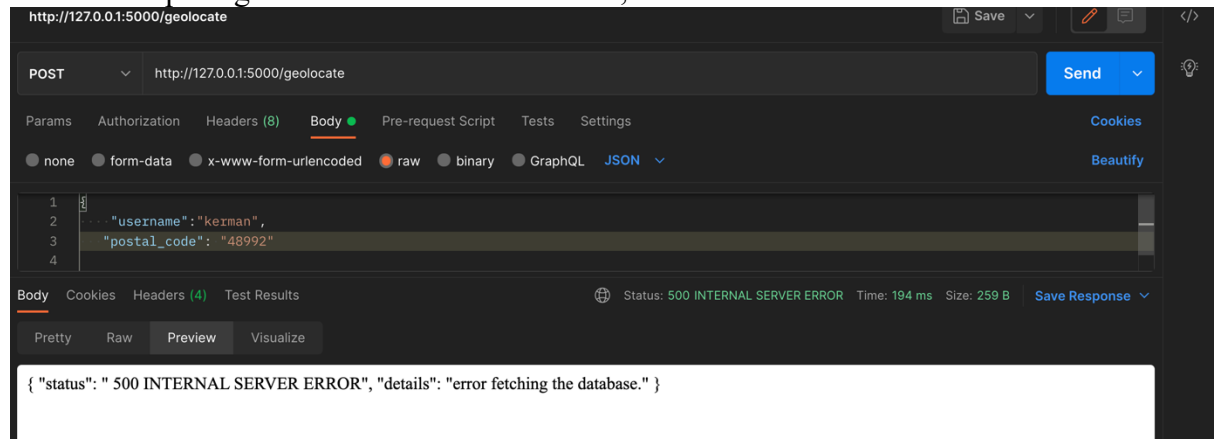 http://127.0.0.1:5000/geolocate Save </>
POST http://127.0.0.1:5000/geolocate Send
Params Authorization Headers (8) Body Pre-request Script Tests Settings Cookies
none form-data x-www-form-urlencoded raw binary GraphQL JSON Beautify
1 {
2 ····"username":"kerman",
3 "postal_code": "48992"
4
Body Cookies Headers (4) Test Results Status: 500 INTERNAL SERVER ERROR Time: 194 ms Size: 259 B Save Response
Pretty Raw Preview Visualize
{ "status": " 500 INTERNAL SERVER ERROR", "details": "error fetching the database." }